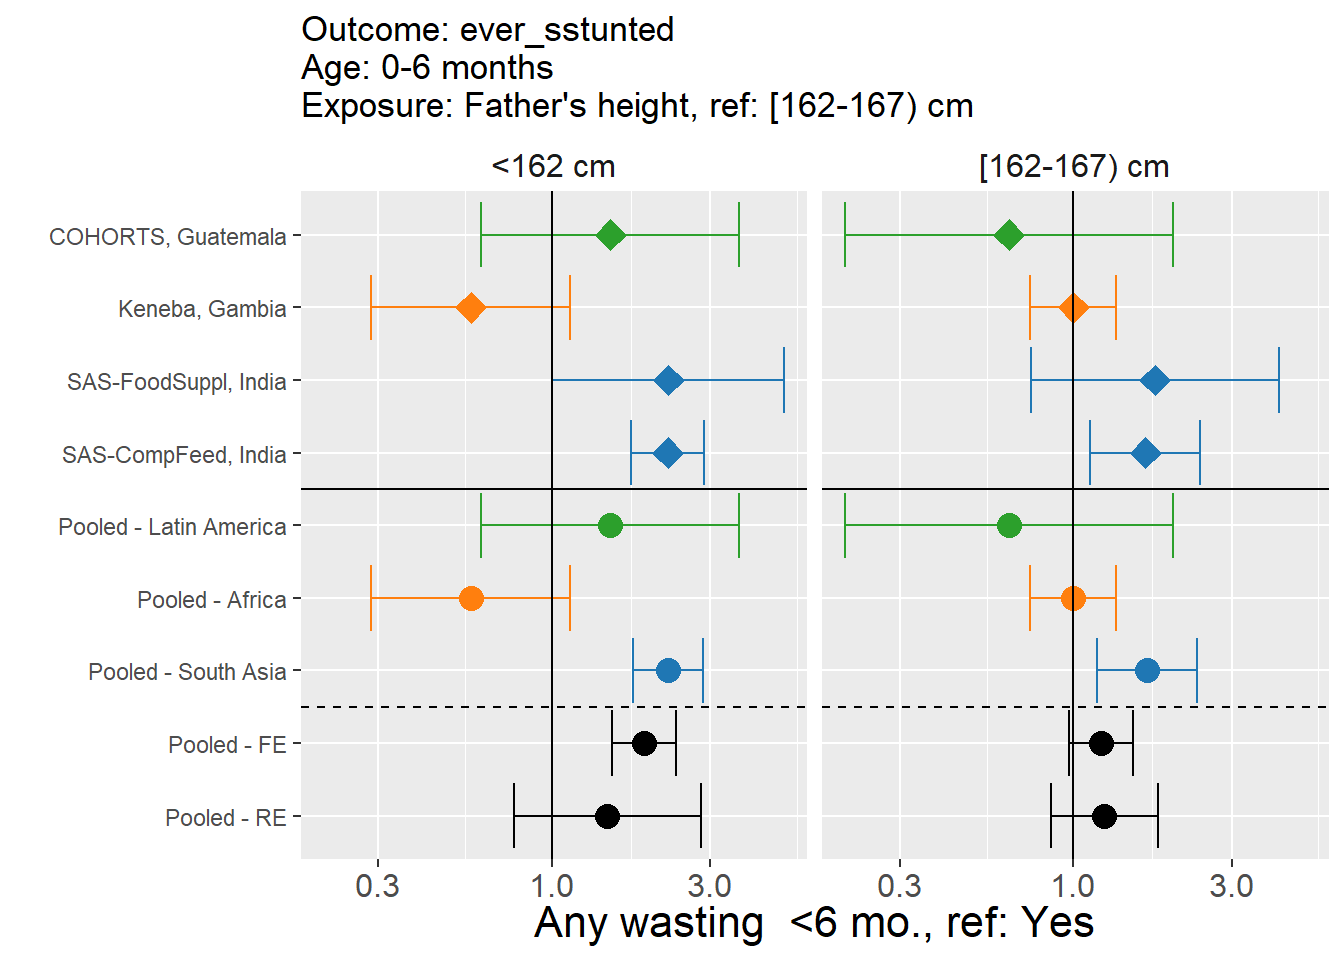 Outcome: ever_sstunted
Age: 0-6 months
Exposure: Father's height, ref: [162-167) cm
<162 cm
[162-167) cm
COHORTS, Guatemala
Keneba, Gambia
SAS-FoodSuppl, India
SAS-CompFeed, India
Pooled - Latin America
Pooled - Africa
Pooled - South Asia
Pooled - FE
Pooled - RE
0.3 1.0 3.0 0.3 1.0 3.0
Any wasting  <6 mo., ref: Yes